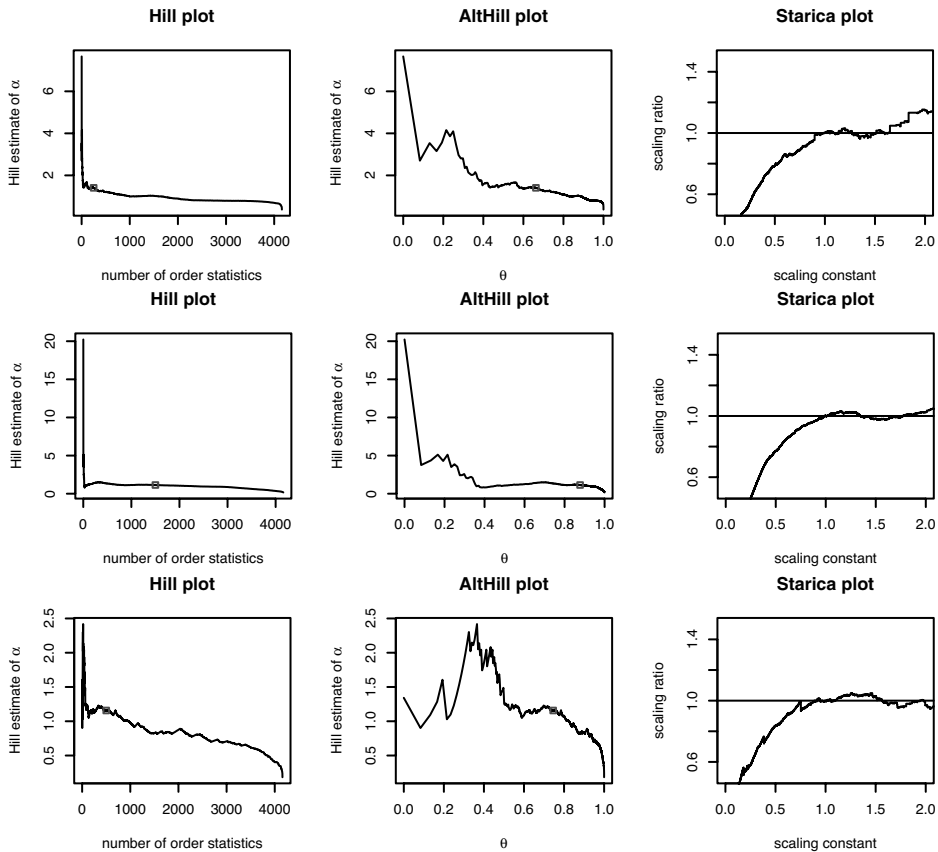 Hill plot
AltHill plot
Starica plot
Hill estimate of α
2 4 6
0 1000 2000 3000 4000
number of order statistics
Hill estimate of α
2 4 6
0.0 0.2 0.4 0.6 0.8 1.0
θ
scaling ratio
0.6 1.0 1.4
0.0 0.5 1.0 1.5 2.0
scaling constant
Hill plot
AltHill plot
Starica plot
Hill estimate of α
0 5 10 15 20
0 1000 2000 3000 4000
number of order statistics
Hill estimate of α
0 5 10 15 20
0.0 0.2 0.4 0.6 0.8 1.0
θ
scaling ratio
0.6 1.0 1.4
0.0 0.5 1.0 1.5 2.0
scaling constant
Hill plot
AltHill plot
Starica plot
Hill estimate of α
0.5 1.0 1.5 2.0 2.5
0 1000 2000 3000 4000
number of order statistics
Hill estimate of α
0.5 1.0 1.5 2.0 2.5
0.0 0.2 0.4 0.6 0.8 1.0
θ
scaling ratio
0.6 1.0 1.4
0.0 0.5 1.0 1.5 2.0
scaling constant